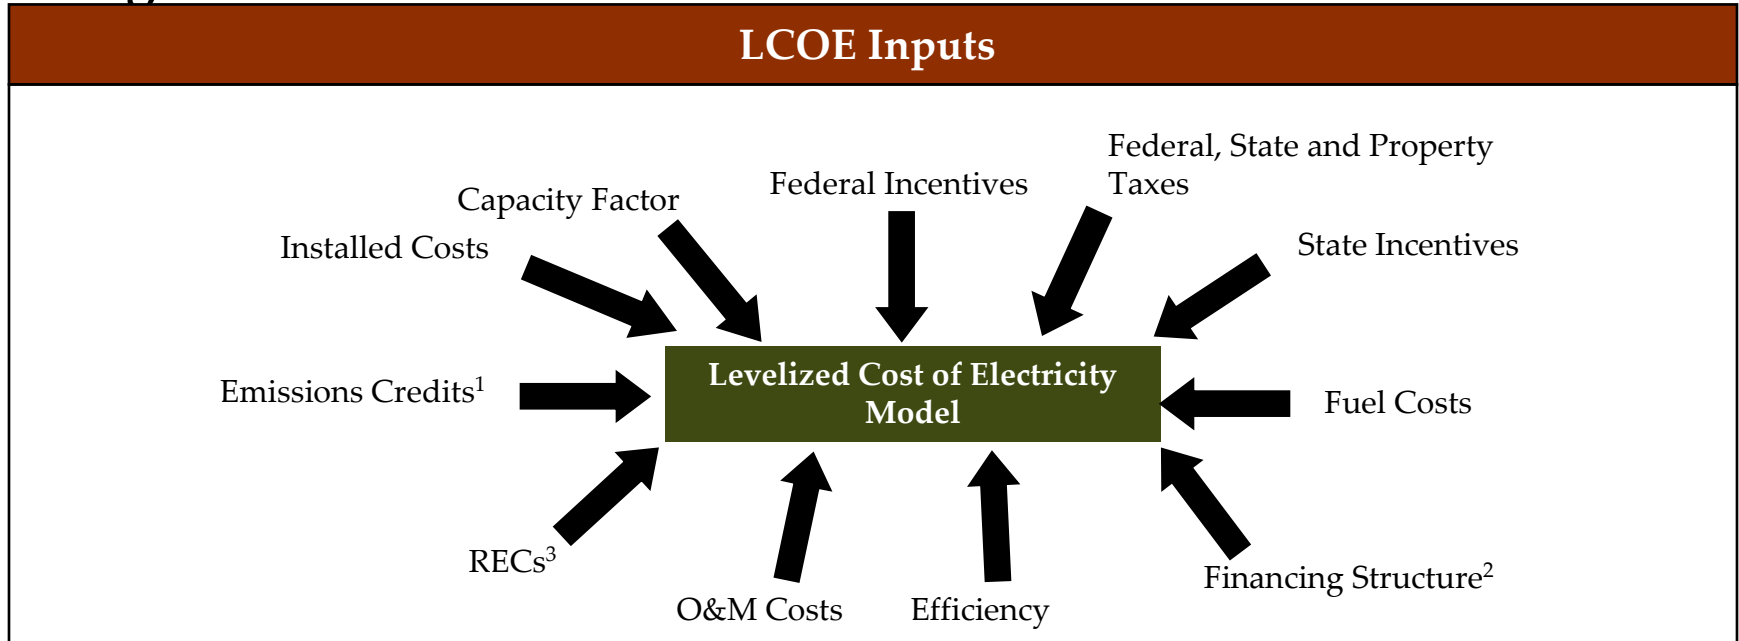 LCOE Inputs
Federal, State and Property
Taxes
Federal Incentives
Capacity Factor
Installed Costs
State Incentives
Levelized Cost of Electricity
Model
Emissions Credits¹
Fuel Costs
RECs³
Financing Structure²
O&M Costs
Efficiency